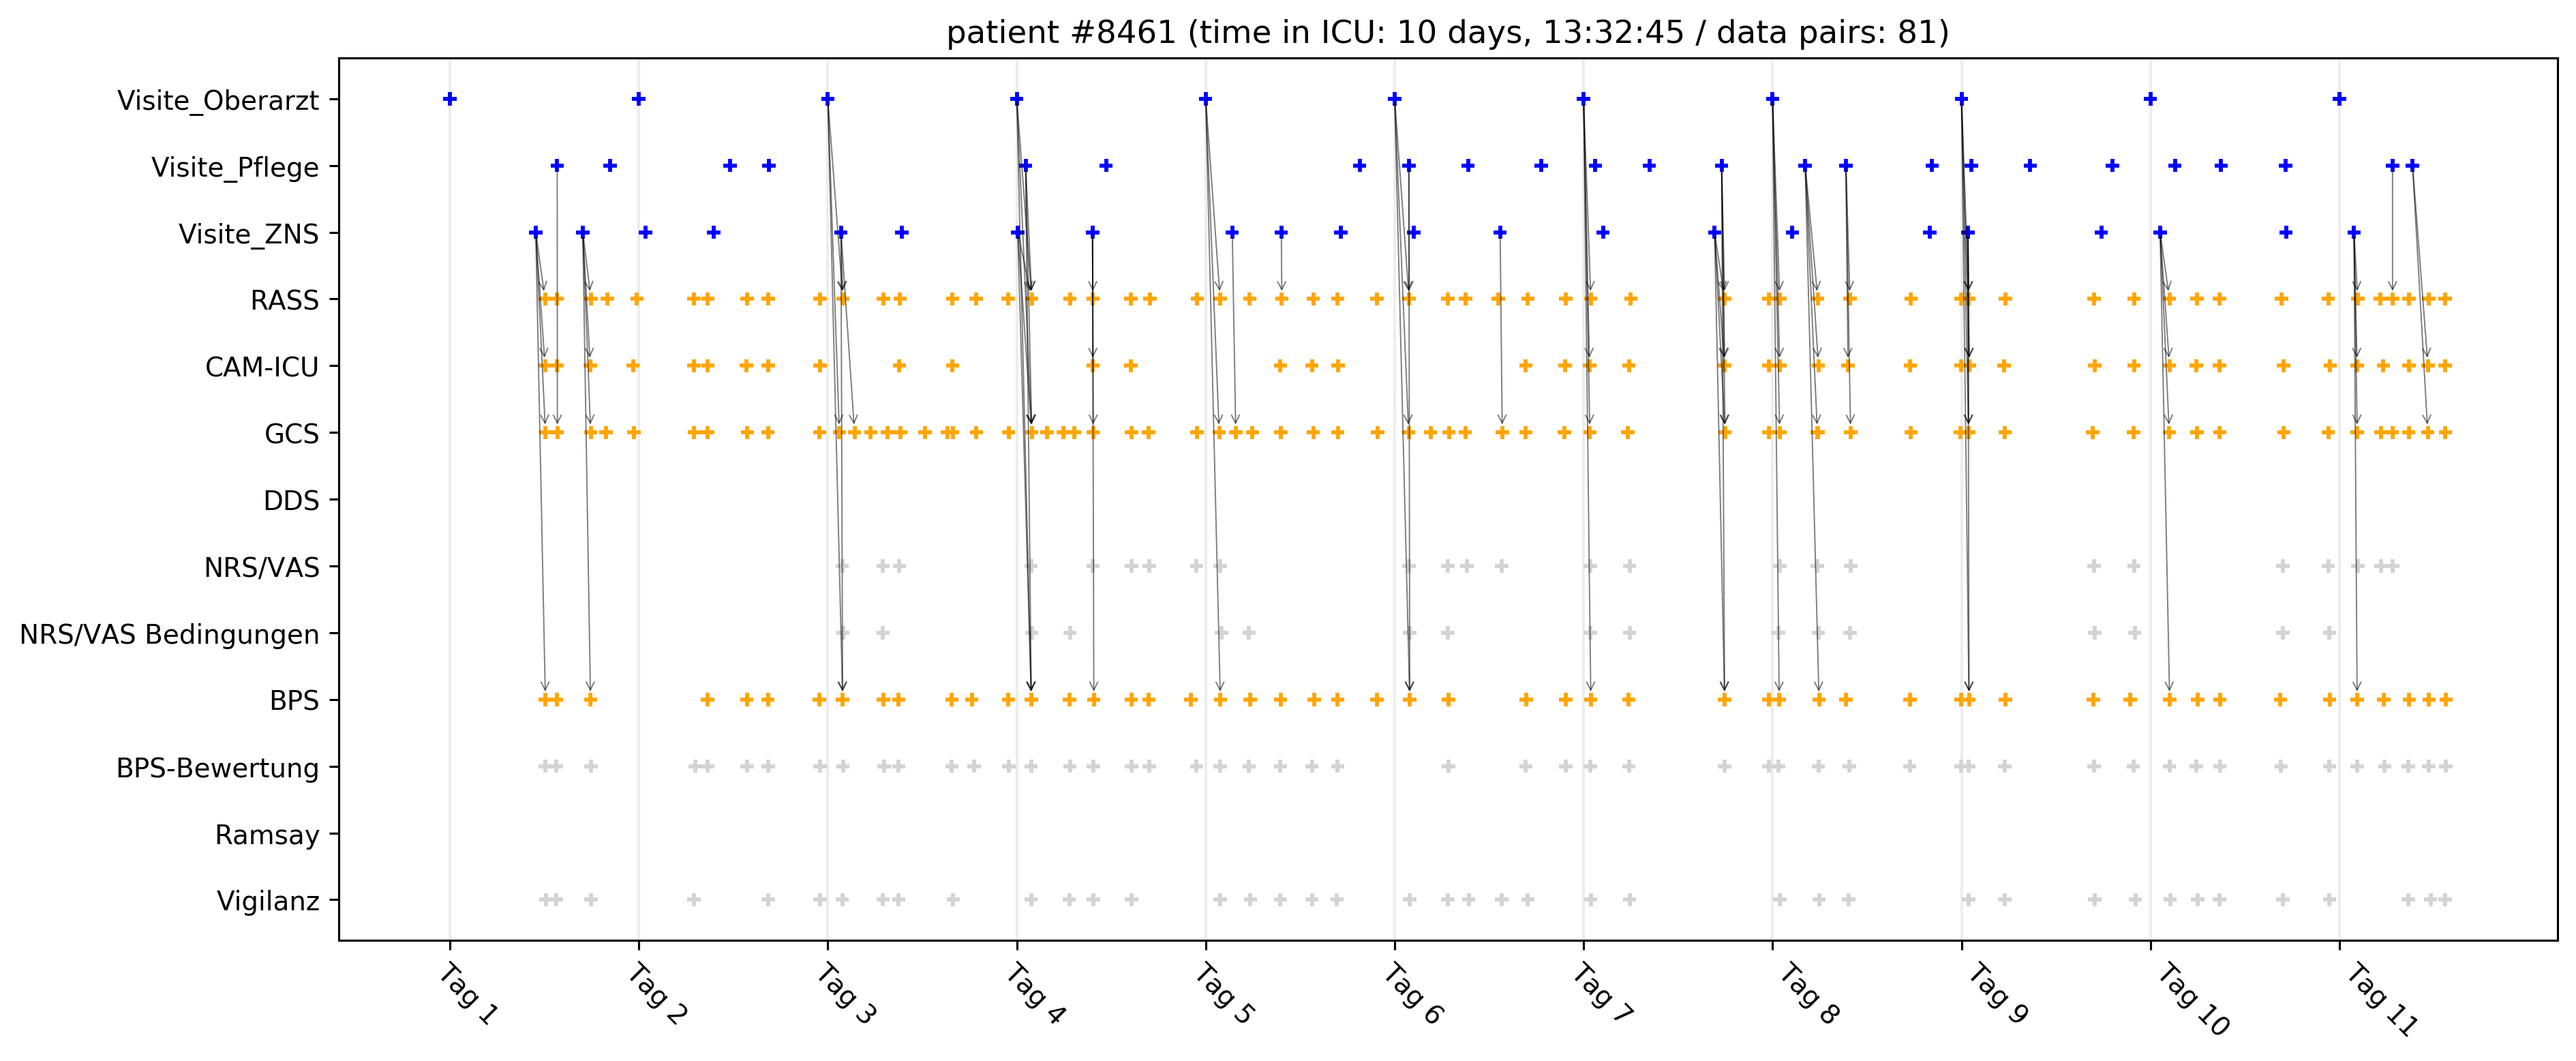 patient #8461 (time in ICU: 10 days, 13:32:45 / data pairs: 81)
Visite_Oberarzt
Visite_Pflege
Visite_ZNS
RASS
CAM-ICU
GCS
DDS
NRS/VAS
NRS/VAS Bedingungen
BPS
BPS-Bewertung
Ramsay
Vigilanz
Tag 1
Tag 2
Tag 3
Tag 4
Tag 5
Tag 6
Tag 7
Tag 8
Tag 9
Tag 10
Tag 11